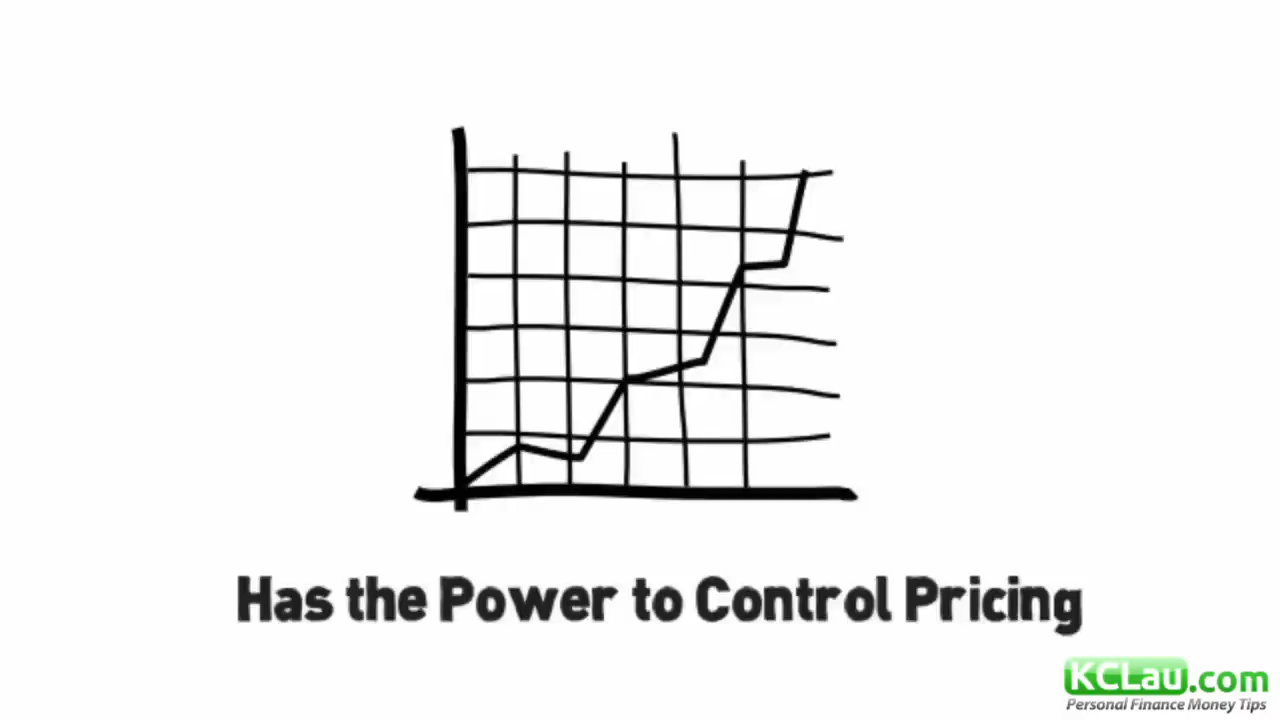 Has the Power to Control Pricing
KCLau.com
Personal Finance Money Tips